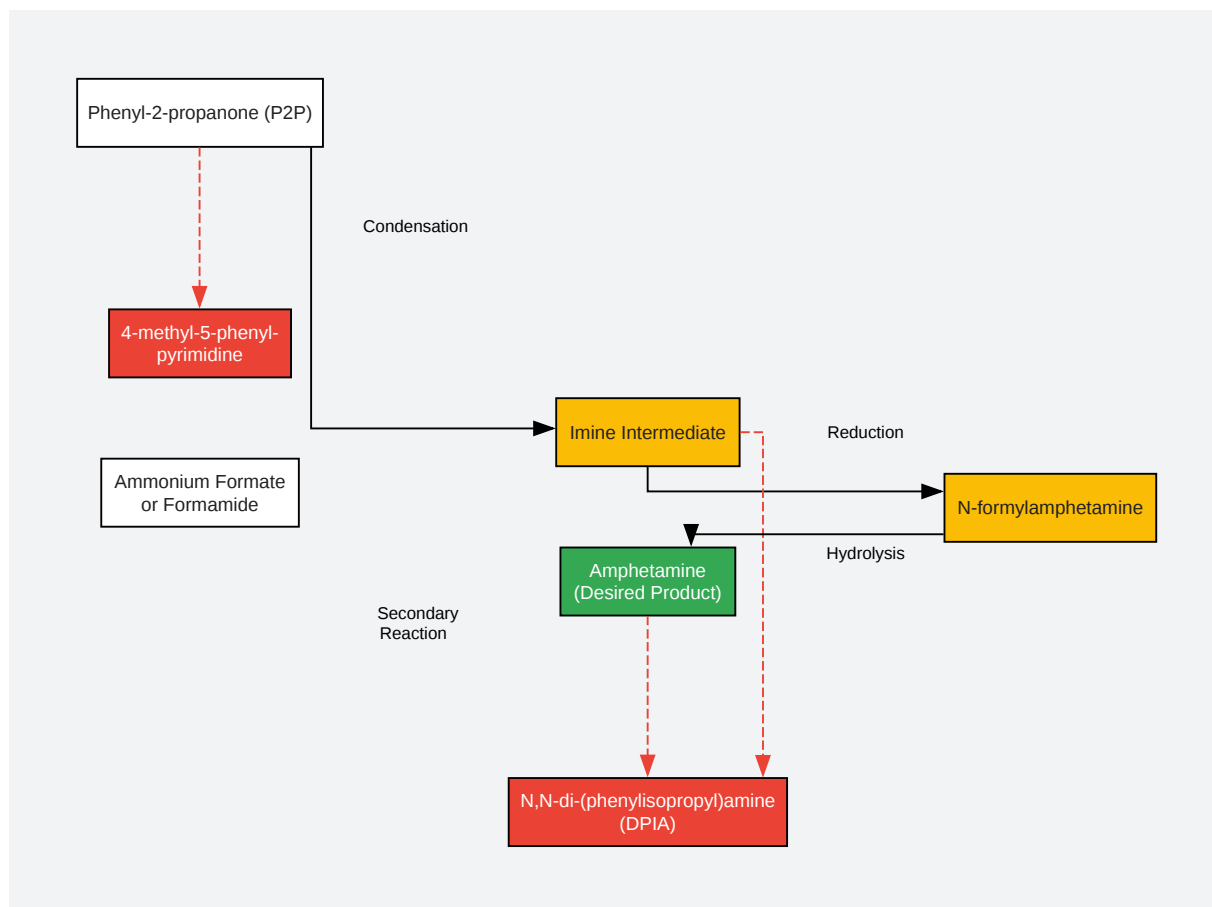 Phenyl-2-propanone (P2P)
Condensation
4-methyl-5-phenyl-
pyrimidine
Imine Intermediate
Reduction
Ammonium Formate
or Formamide
N-formylamphetamine
Hydrolysis
Amphetamine
(Desired Product)
Secondary
Reaction
N,N-di-(phenylisopropyl)amine
(DPIA)